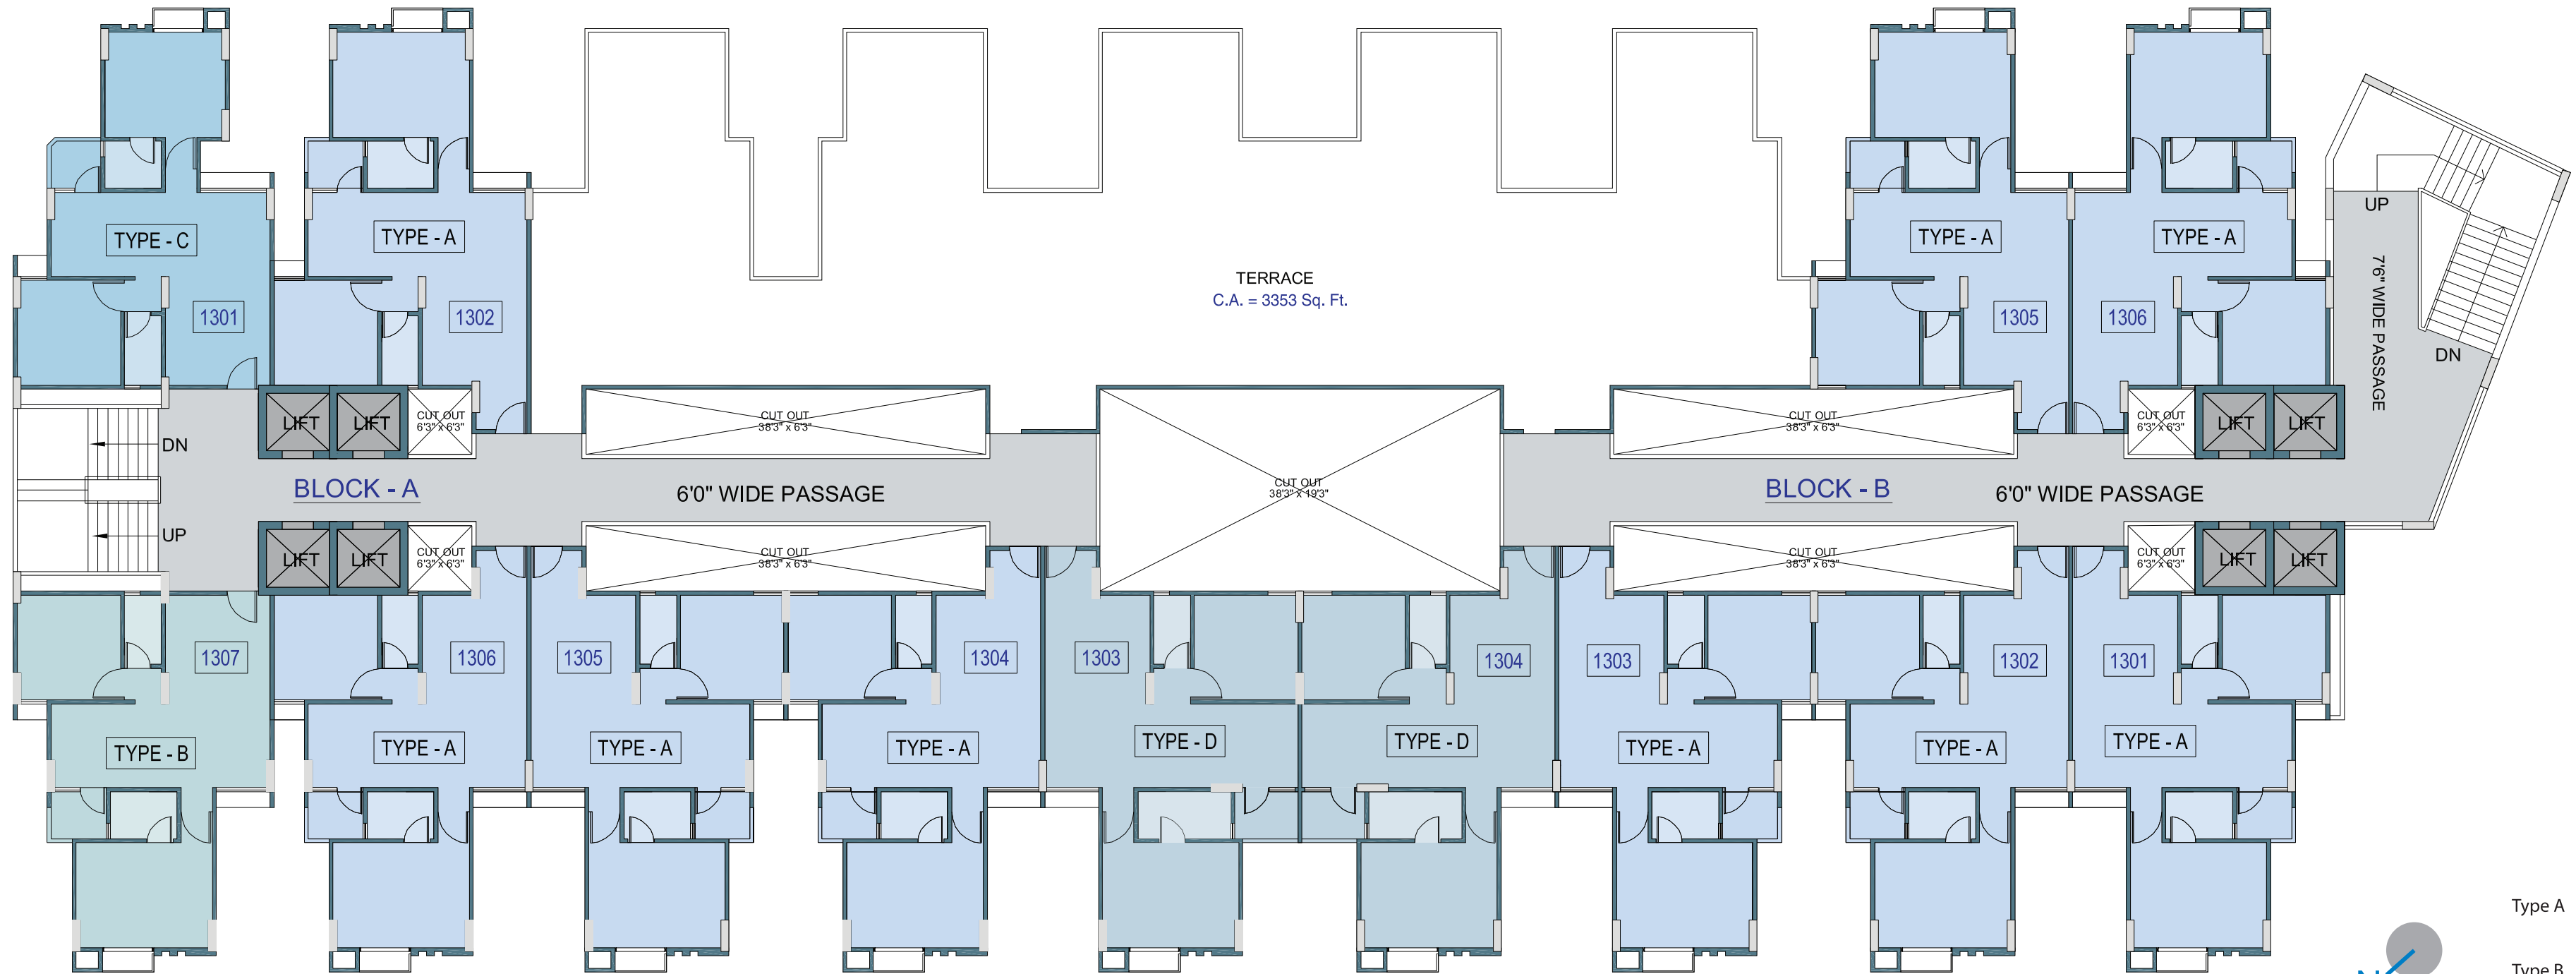 TYPE - C
TYPE - A
TYPE - A
TYPE - A
UP
TERRACE
C.A. = 3353 Sq. Ft.
7'6" WIDE PASSAGE
1301
1302
1305
1306
DN
LIFT
LIFT
CUT OUT
6'3" x 6'3"
CUT OUT
38'3" x 6'3"
CUT OUT
38'3" x 6'3"
CUT OUT
6'3" x 6'3"
LIFT
LIFT
DN
BLOCK - A
6'0" WIDE PASSAGE
CUT OUT
38'3" x 19'3"
BLOCK - B
6'0" WIDE PASSAGE
UP
LIFT
LIFT
CUT OUT
6'3" x 6'3"
CUT OUT
38'3" x 6'3"
CUT OUT
38'3" x 6'3"
CUT OUT
6'3" x 6'3"
LIFT
LIFT
1307
1306
1305
1304
1303
1304
1303
1302
1301
TYPE - B
TYPE - A
TYPE - A
TYPE - A
TYPE - D
TYPE - D
TYPE - A
TYPE - A
TYPE - A
Type A
N
Type B